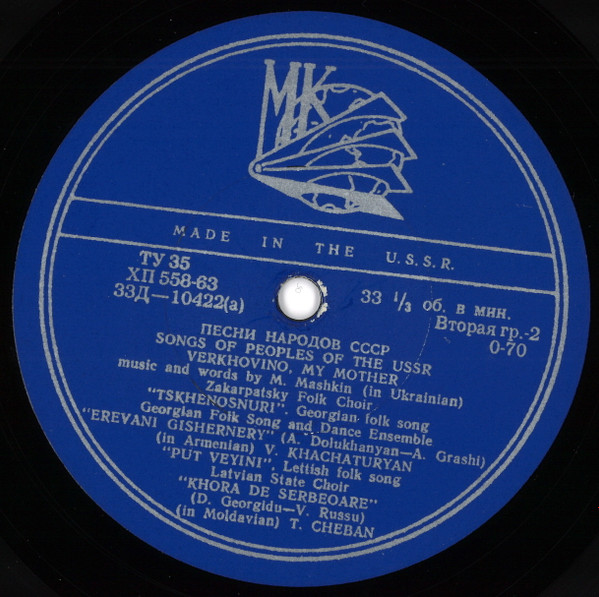 МК
MADE IN THE U.S.S.R.
ТУ 35
ХП 558-63
33Д—10422(а)
33 ⅓ об. в мин.
Вторая гр.-2
0-70
ПЕСНИ НАРОДОВ СССР
SONGS OF PEOPLES OF THE USSR
VERKHOVINO, MY MOTHER
music and words by M. Mashkin (in Ukrainian)
Zakarpatsky Folk Choir
"TSKHENOSNURI". Georgian folk song
Georgian Folk Song and Dance Ensemble
"EREVANI GISHERNERY" (A. Dolukhanyan—A. Grashi)
(in Armenian) V. KHACHATURYAN
"PUT VEYINI". Lettish folk song
Latvian State Choir
"KHORA DE SERBEOARE"
(D. Georgidu—V. Russu)
(in Moldavian) T. CHEBAN